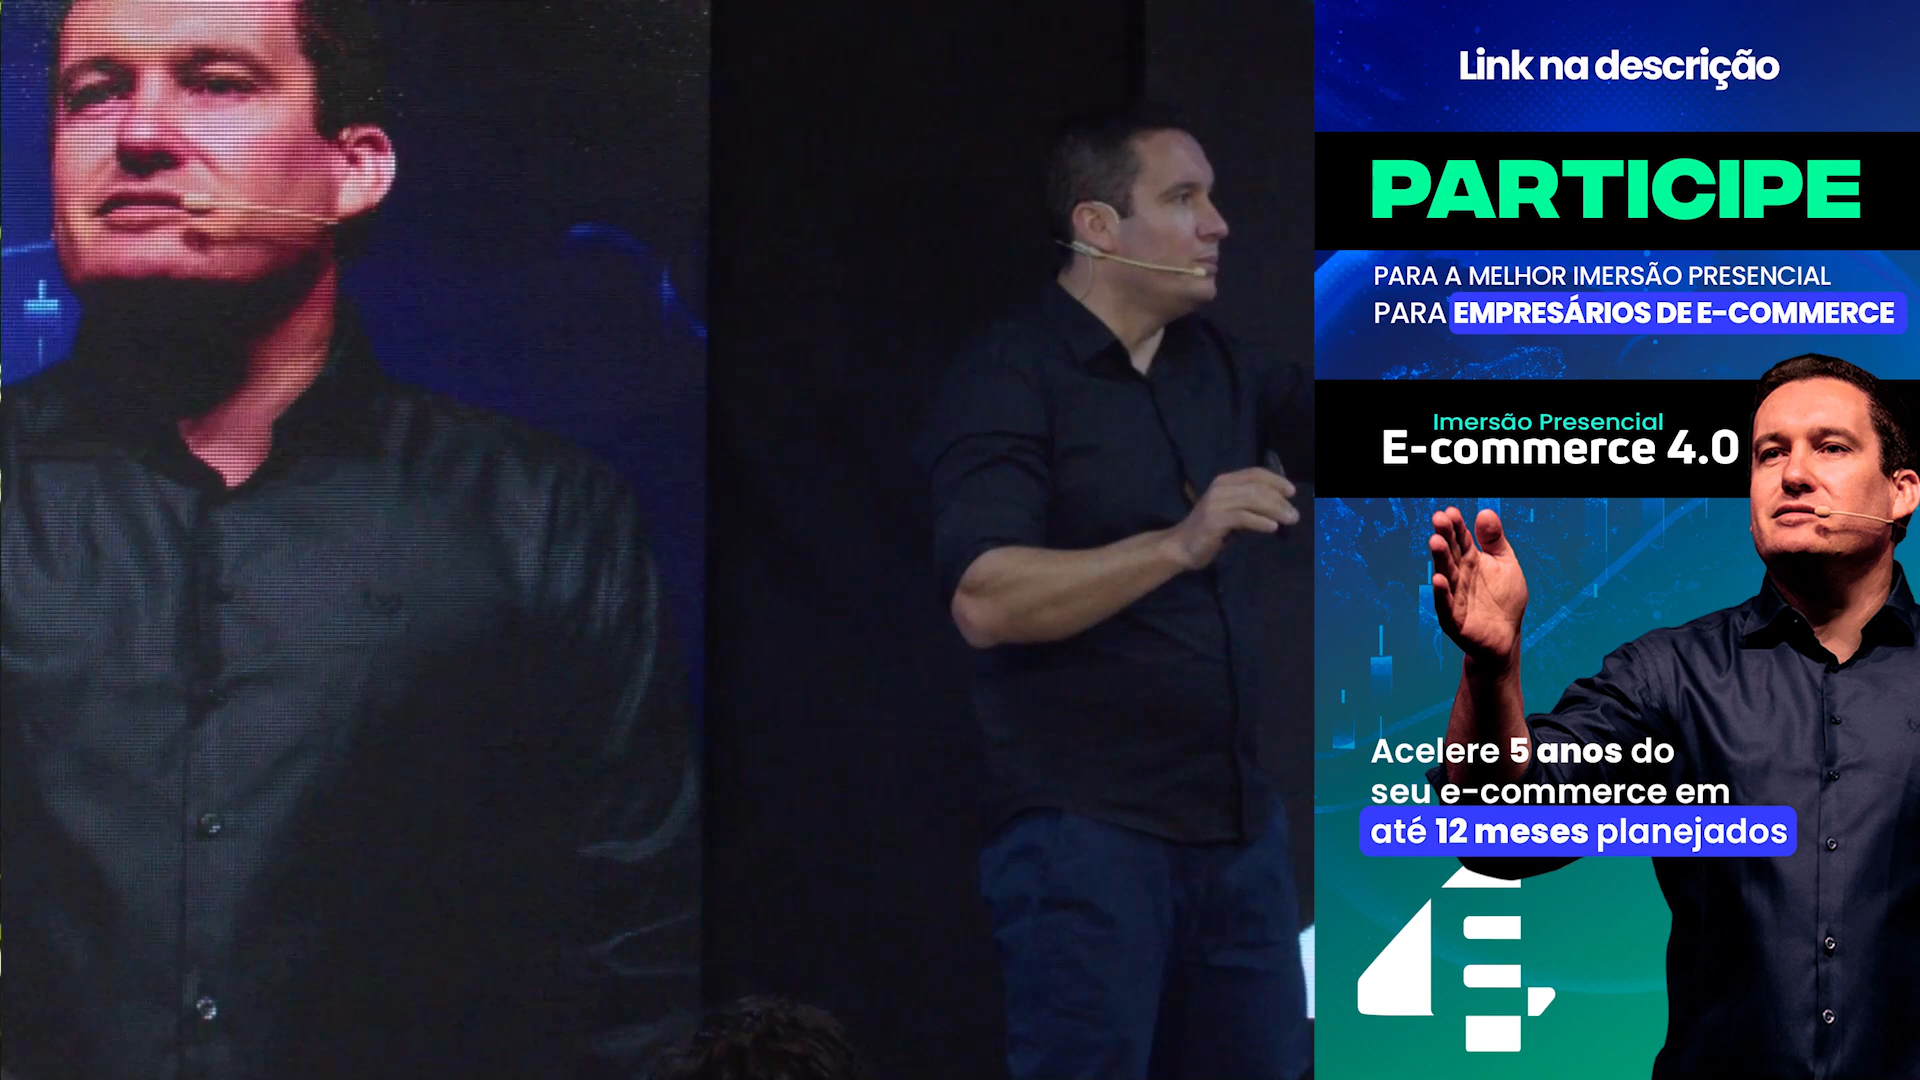 Link na descrição
PARTICIPE
PARA A MELHOR IMERSÃO PRESENCIAL
PARA EMPRESÁRIOS DE E-COMMERCE
Imersão Presencial
E-commerce 4.0
Acelere 5 anos do
seu e-commerce em
até 12 meses planejados